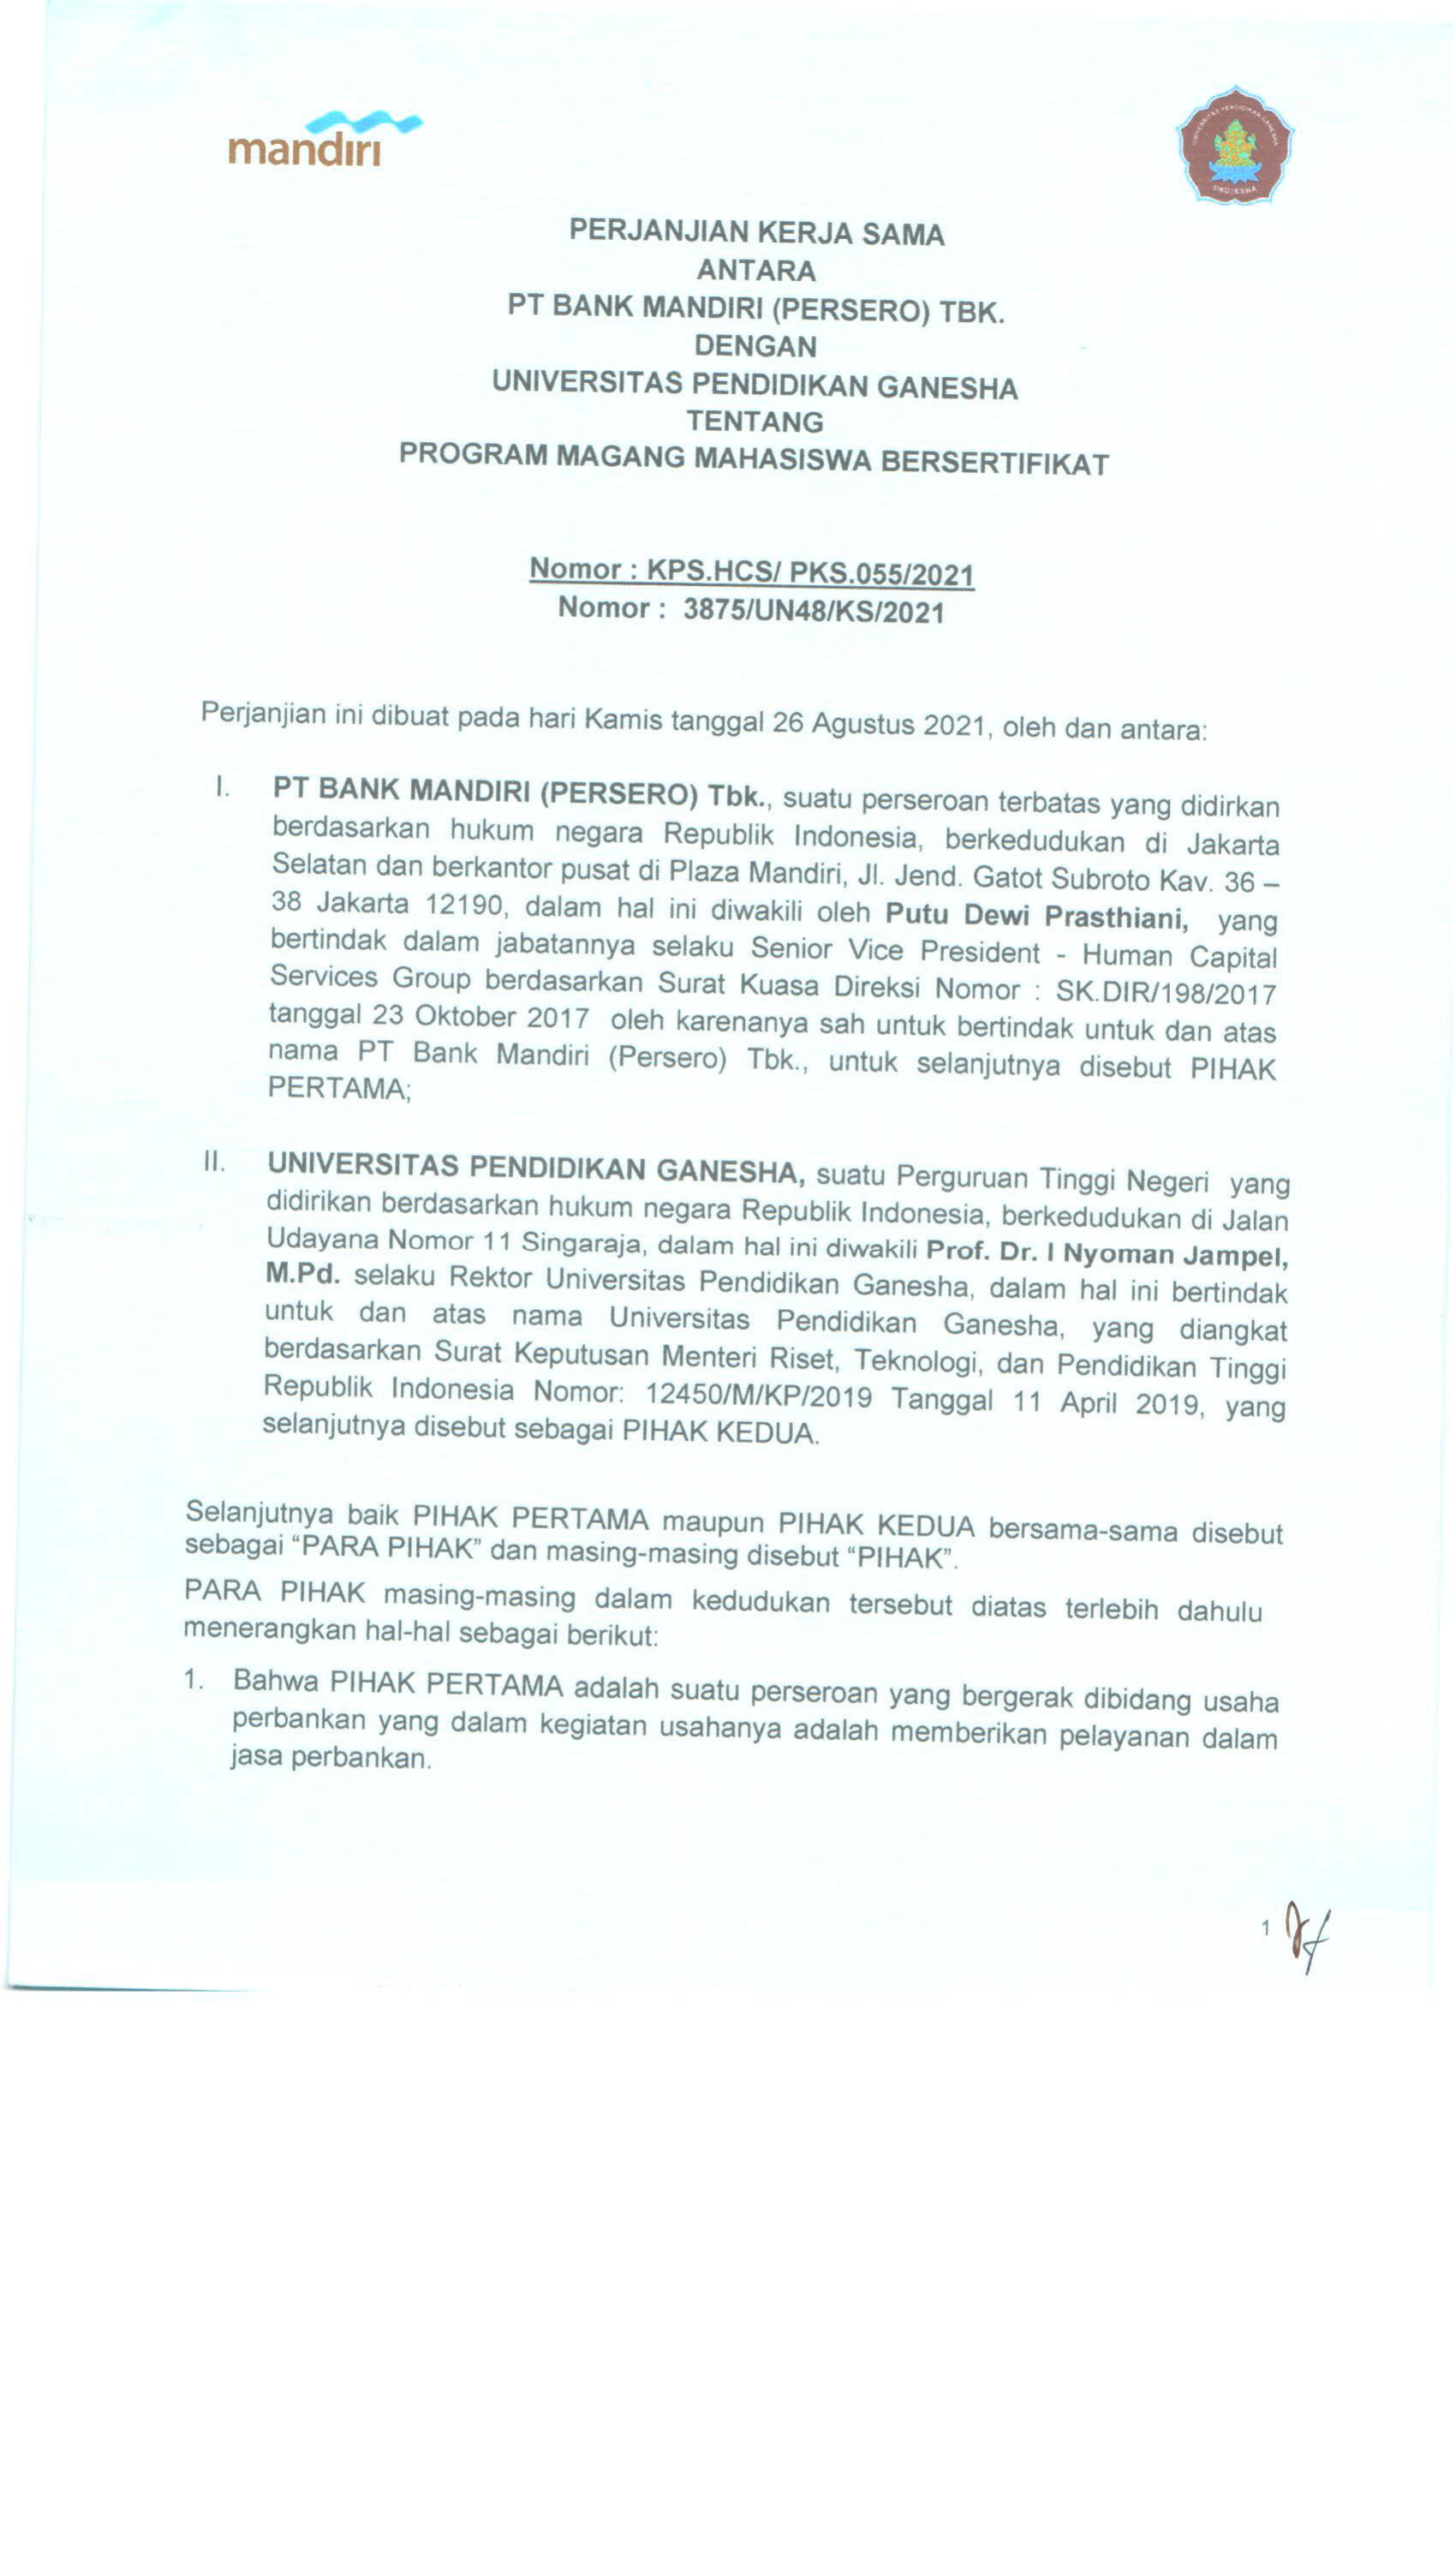 mandiri
UNIVERSITAS PENDIDIKAN GANESHA
UNDIKSHA
PERJANJIAN KERJA SAMA
ANTARA
PT BANK MANDIRI (PERSERO) TBK.
DENGAN
UNIVERSITAS PENDIDIKAN GANESHA
TENTANG
PROGRAM MAGANG MAHASISWA BERSERTIFIKAT
Nomor : KPS.HCS/ PKS.055/2021
Nomor : 3875/UN48/KS/2021
Perjanjian ini dibuat pada hari Kamis tanggal 26 Agustus 2021, oleh dan antara:
I. PT BANK MANDIRI (PERSERO) Tbk., suatu perseroan terbatas yang didirkan
berdasarkan hukum negara Republik Indonesia, berkedudukan di Jakarta
Selatan dan berkantor pusat di Plaza Mandiri, Jl. Jend. Gatot Subroto Kav. 36 –
38 Jakarta 12190, dalam hal ini diwakili oleh Putu Dewi Prasthiani, yang
bertindak dalam jabatannya selaku Senior Vice President - Human Capital
Services Group berdasarkan Surat Kuasa Direksi Nomor : SK.DIR/198/2017
tanggal 23 Oktober 2017 oleh karenanya sah untuk bertindak untuk dan atas
nama PT Bank Mandiri (Persero) Tbk., untuk selanjutnya disebut PIHAK
PERTAMA;
II. UNIVERSITAS PENDIDIKAN GANESHA, suatu Perguruan Tinggi Negeri yang
didirikan berdasarkan hukum negara Republik Indonesia, berkedudukan di Jalan
Udayana Nomor 11 Singaraja, dalam hal ini diwakili Prof. Dr. I Nyoman Jampel,
M.Pd. selaku Rektor Universitas Pendidikan Ganesha, dalam hal ini bertindak
untuk dan atas nama Universitas Pendidikan Ganesha, yang diangkat
berdasarkan Surat Keputusan Menteri Riset, Teknologi, dan Pendidikan Tinggi
Republik Indonesia Nomor: 12450/M/KP/2019 Tanggal 11 April 2019, yang
selanjutnya disebut sebagai PIHAK KEDUA.
Selanjutnya baik PIHAK PERTAMA maupun PIHAK KEDUA bersama-sama disebut
sebagai “PARA PIHAK” dan masing-masing disebut “PIHAK”.
PARA PIHAK masing-masing dalam kedudukan tersebut diatas terlebih dahulu
menerangkan hal-hal sebagai berikut:
1. Bahwa PIHAK PERTAMA adalah suatu perseroan yang bergerak dibidang usaha
perbankan yang dalam kegiatan usahanya adalah memberikan pelayanan dalam
jasa perbankan.
1